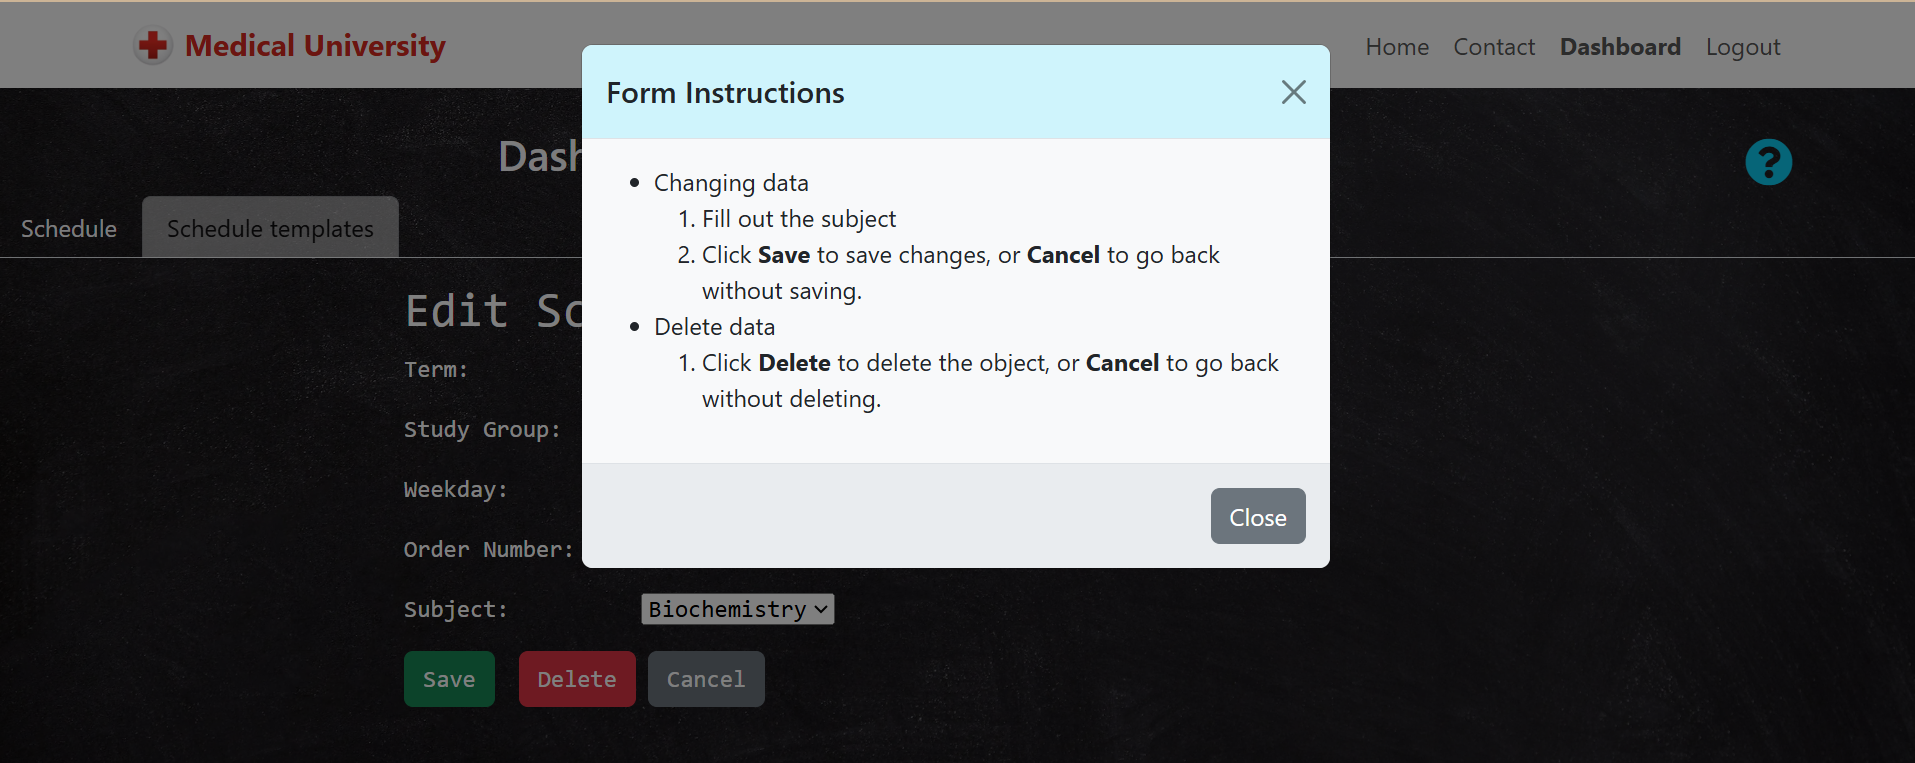 Medical University
Home Contact Dashboard Logout
Form Instructions
Schedule
Schedule templates
• Changing data
1. Fill out the subject
2. Click Save to save changes, or Cancel to go back
without saving.
• Delete data
1. Click Delete to delete the object, or Cancel to go back
without deleting.
Close
Edit
Term:
Study Group:
Weekday:
Order Number:
Subject: Biochemistry
Save Delete Cancel